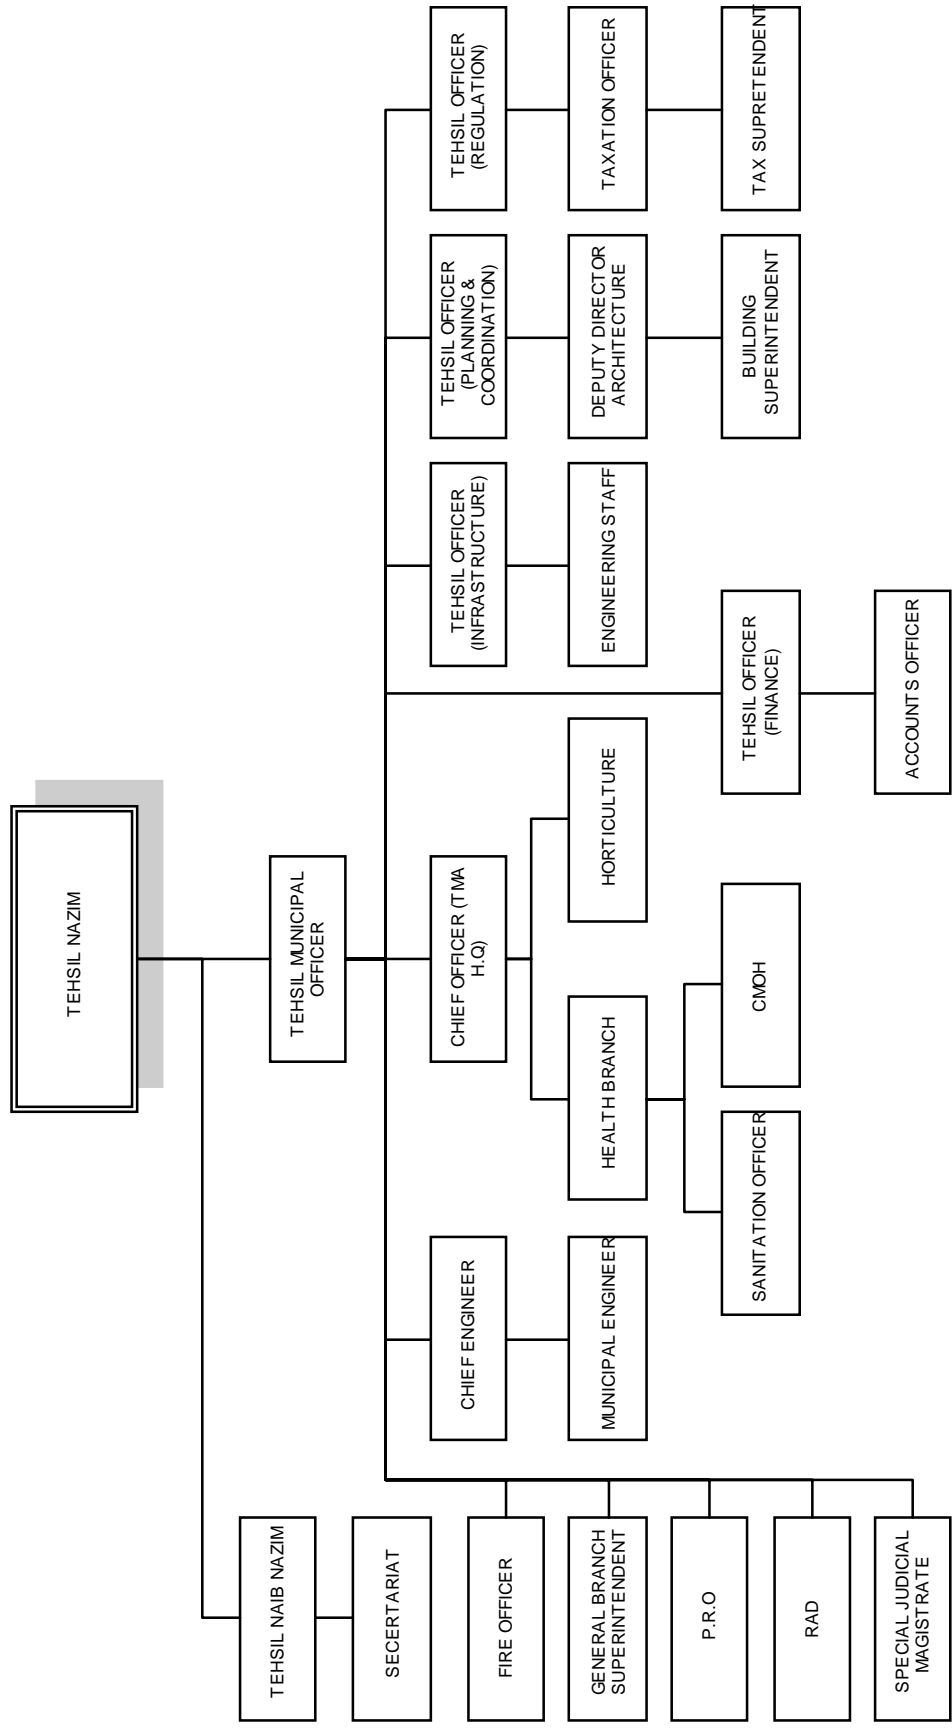 TEHSIL NAZIM
TEHSIL NAIB NAZIM
SECERTARIAT
TEHSIL MUNICIPAL
OFFICER
FIRE OFFICER
GENERAL BRANCH
SUPERINTENDENT
P.R.O
RAD
SPECIAL JUDICIAL
MAGISTRATE
CHIEF ENGINEER
MUNICIPAL ENGINEER
CHIEF OFFICER (TMA
H.Q)
HEALTH BRANCH
SANITATION OFFICER
CMOH
HORTICULTURE
TEHSIL OFFICER
(FINANCE)
ACCOUNTS OFFICER
TEHSIL OFFICER
(INFRASTRUCTURE)
ENGINEERING STAFF
TEHSIL OFFICER
(PLANNING &
COORDINATION)
DEPUTY DIRECTOR
ARCHITECTURE
BUILDING
SUPERINTENDENT
TEHSIL OFFICER
(REGULATION)
TAXATION OFFICER
TAX SUPRETENDENT